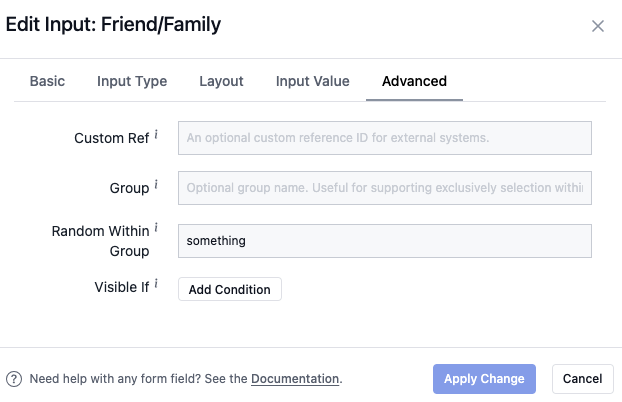 Edit Input: Friend/Family
Basic Input Type Layout Input Value Advanced
Custom Ref i An optional custom reference ID for external systems.
Group i Optional group name. Useful for supporting exclusively selection withi
Random Within i
Group
something
Visible If i Add Condition
? Need help with any form field? See the Documentation. Apply Change Cancel